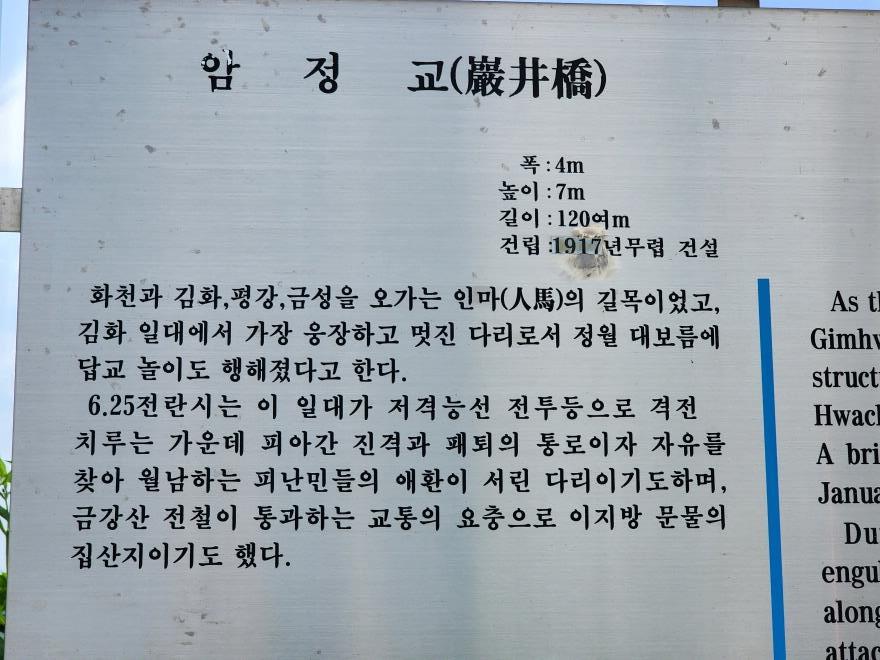 암 정 교(巖井橋)
폭 : 4m
높이 : 7m
길이 : 120여m
건립 : 1917년무렵 건설
화천과 김화,평강,금성을 오가는 인마(人馬)의 길목이었고,
김화 일대에서 가장 웅장하고 멋진 다리로서 정월 대보름에
답교 놀이도 행해졌다고 한다.
6.25전란시는 이 일대가 저격능선 전투등으로 격전
치루는 가운데 피아간 진격과 패퇴의 통로이자 자유를
찾아 월남하는 피난민들의 애환이 서린 다리이기도하며,
금강산 전철이 통과하는 교통의 요충으로 이지방 문물의
집산지이기도 했다.
As
A